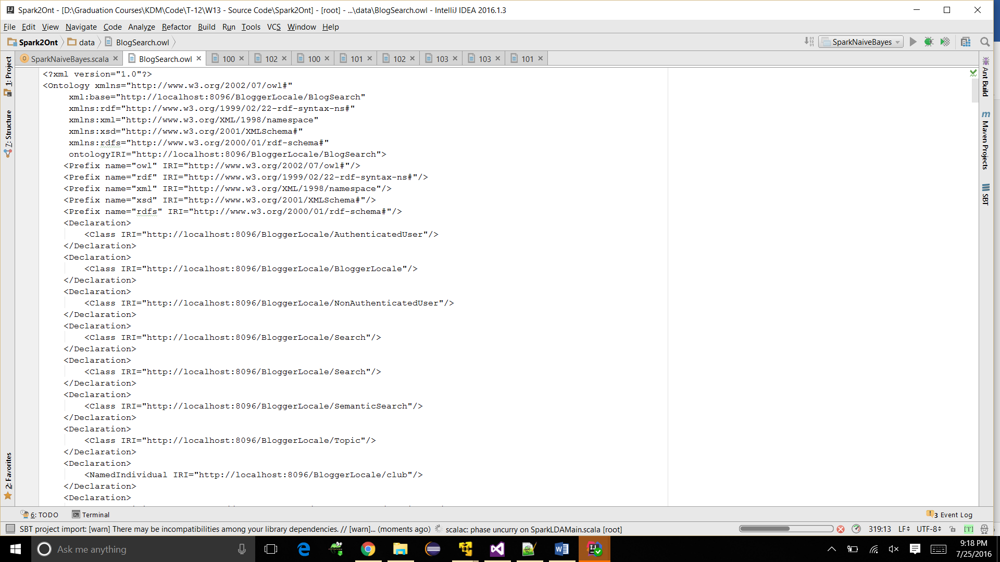 Spark2Ont - [D:\Graduation Courses\KDM\Code\T-12\W13 - Source Code\Spark2Ont] - [root] - ...\data\BlogSearch.owl - IntelliJ IDEA 2016.1.3
File Edit View Navigate Code Analyze Refactor Build Run Tools VCS Window Help
Spark2Ont data BlogSearch.owl SparkNaiveBayes
SparkNaiveBayes.scala BlogSearch.owl 100 102 100 101 102 103 103 101
1: Project
7: Structure
2: Favorites
Ant Build
Maven Projects
SBT
<?xml version="1.0"?>
<Ontology xmlns="http://www.w3.org/2002/07/owl#"
xml:base="http://localhost:8096/BloggerLocale/BlogSearch"
xmlns:rdf="http://www.w3.org/1999/02/22-rdf-syntax-ns#"
xmlns:xml="http://www.w3.org/XML/1998/namespace"
xmlns:xsd="http://www.w3.org/2001/XMLSchema#"
xmlns:rdfs="http://www.w3.org/2000/01/rdf-schema#"
ontologyIRI="http://localhost:8096/BloggerLocale/BlogSearch">
<Prefix name="owl" IRI="http://www.w3.org/2002/07/owl#"/>
<Prefix name="rdf" IRI="http://www.w3.org/1999/02/22-rdf-syntax-ns#"/>
<Prefix name="xml" IRI="http://www.w3.org/XML/1998/namespace"/>
<Prefix name="xsd" IRI="http://www.w3.org/2001/XMLSchema#"/>
<Prefix name="rdfs" IRI="http://www.w3.org/2000/01/rdf-schema#"/>
<Declaration>
<Class IRI="http://localhost:8096/BloggerLocale/AuthenticatedUser"/>
</Declaration>
<Declaration>
<Class IRI="http://localhost:8096/BloggerLocale/BloggerLocale"/>
</Declaration>
<Declaration>
<Class IRI="http://localhost:8096/BloggerLocale/NonAuthenticatedUser"/>
</Declaration>
<Declaration>
<Class IRI="http://localhost:8096/BloggerLocale/Search"/>
</Declaration>
<Declaration>
<Class IRI="http://localhost:8096/BloggerLocale/Search"/>
</Declaration>
<Declaration>
<Class IRI="http://localhost:8096/BloggerLocale/SemanticSearch"/>
</Declaration>
<Declaration>
<Class IRI="http://localhost:8096/BloggerLocale/Topic"/>
</Declaration>
<Declaration>
<NamedIndividual IRI="http://localhost:8096/BloggerLocale/club"/>
</Declaration>
<Declaration>
6: TODO Terminal 3 Event Log
SBT project import: [warn] There may be incompatibilities among your library dependencies. // [warn]... (moments ago) scalac: phase uncurry on SparkLDAMain.scala [root] 319:13 LF UTF-8 [T]
Ask me anything
9:18 PM
7/25/2016